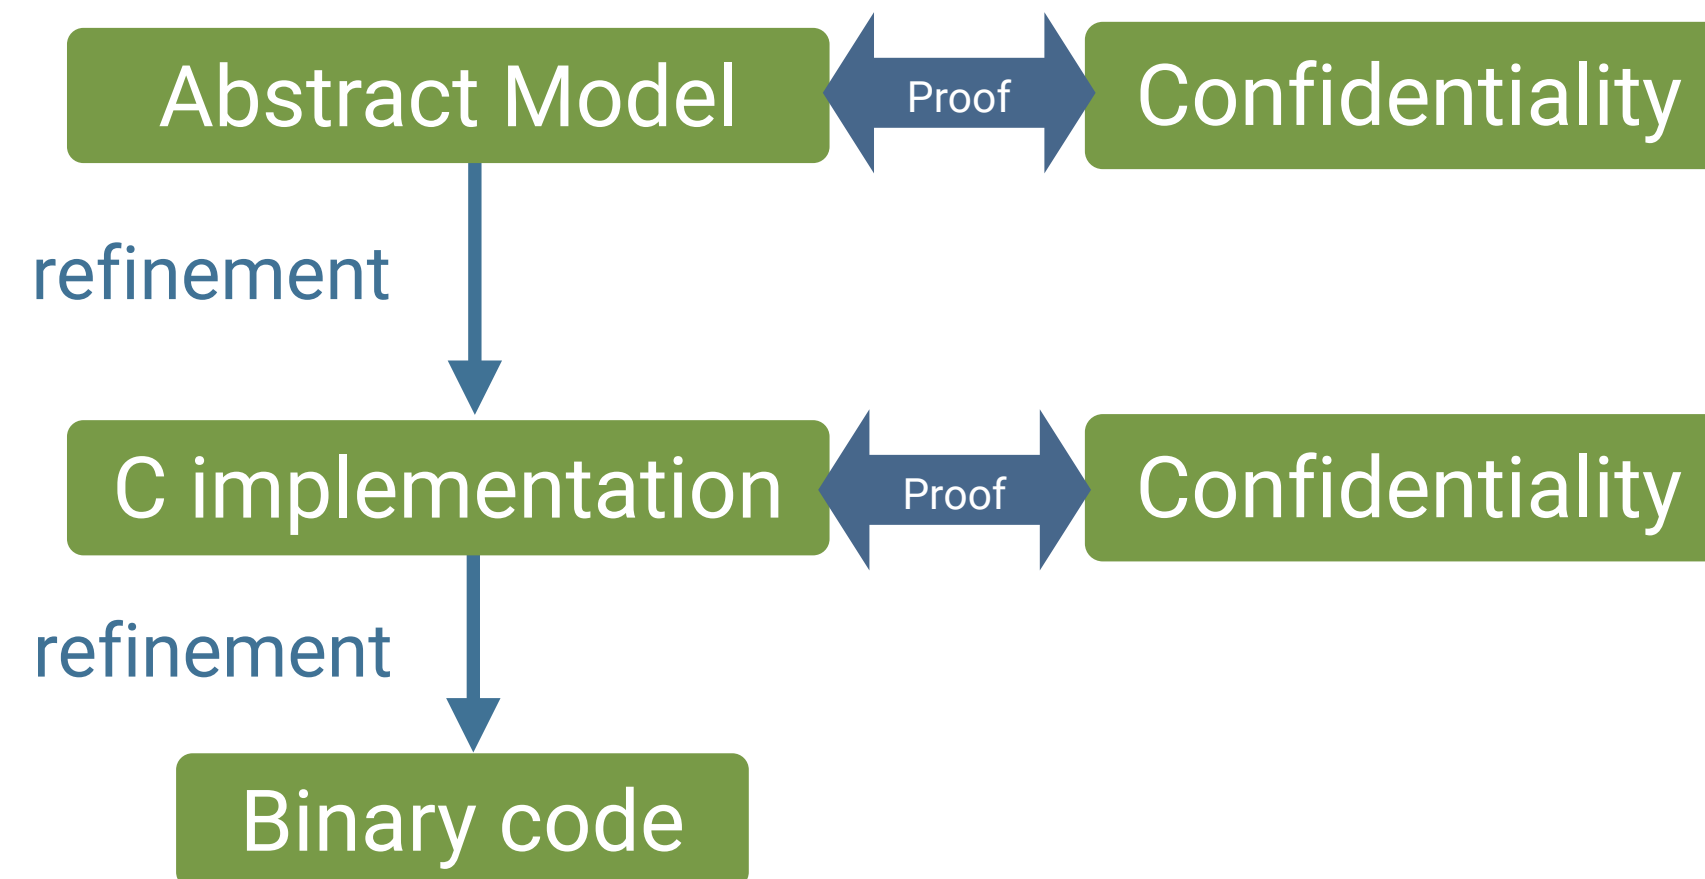 Abstract Model
Proof
Confidentiality
refinement
C implementation
Proof
Confidentiality
refinement
Binary code